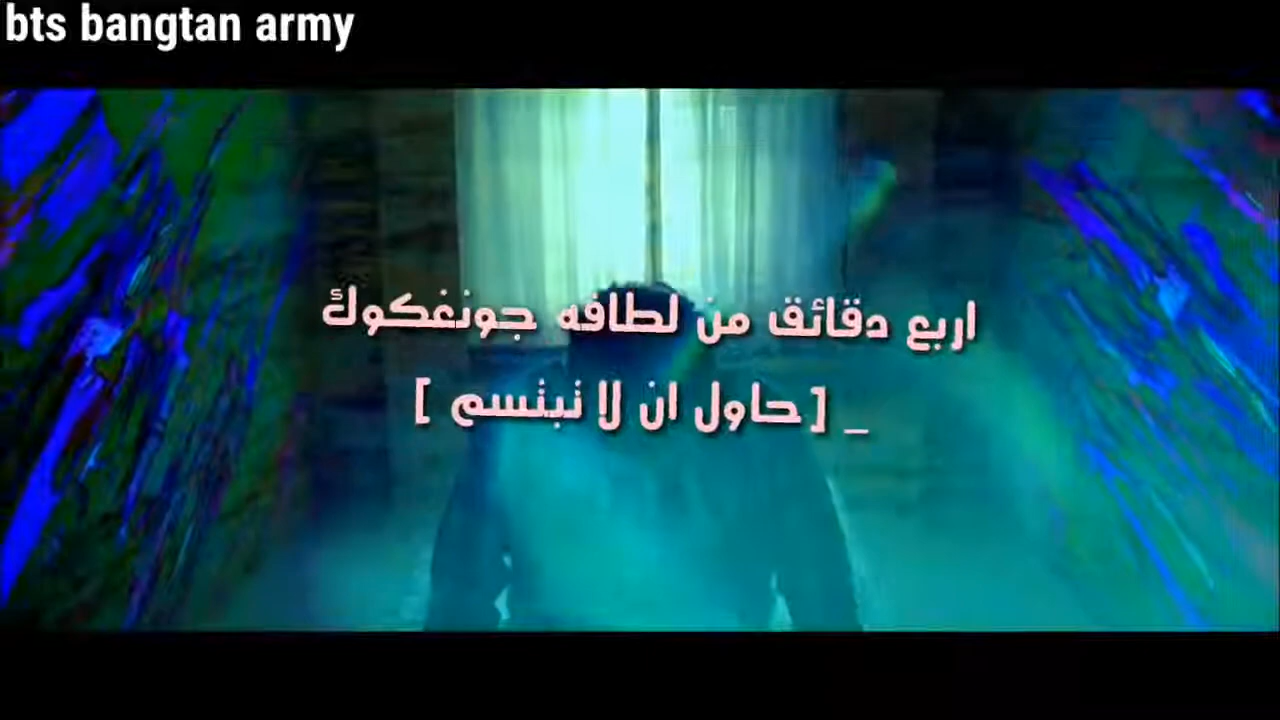 bts bangtan army
اربع دقائق من لطافه جونغكوك
_ [ حاول ان لا تبتسم ]